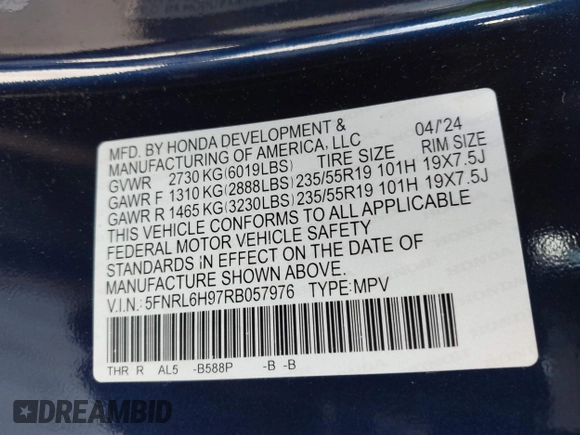 MFD. BY HONDA DEVELOPMENT & 04/'24
MANUFACTURING OF AMERICA, LLC
GVWR 2730 KG(6019LBS) TIRE SIZE RIM SIZE
GAWR F 1310 KG(2888LBS) 235/55R19 101H 19X7.5J
GAWR R 1465 KG(3230LBS) 235/55R19 101H 19X7.5J
THIS VEHICLE CONFORMS TO ALL APPLICABLE
FEDERAL MOTOR VEHICLE SAFETY
STANDARDS IN EFFECT ON THE DATE OF
MANUFACTURE SHOWN ABOVE.
V.I.N.: 5FNRL6H97RB057976 TYPE:MPV
THR R AL5 -B588P -B -B
DREAMBID